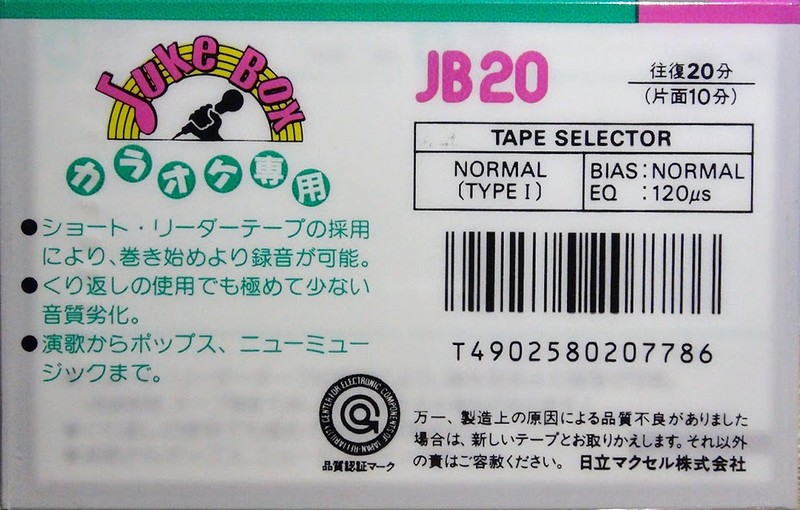 Juke Box
カラオケ専用
●ショート・リーダーテープの採用
により、巻き始めより録音が可能。
●くり返しの使用でも極めて少ない
音質劣化。
●演歌からポップス、ニューミュー
ジックまで。
JB20
往復20分
(片面10分)
TAPE SELECTOR
NORMAL
(TYPE I)
BIAS:NORMAL
EQ :120μs
T4902580207786
CENTER FOR ELECTRONIC COMPONENTS OF JAPAN-RELIABILITY
品質認証マーク
万一、製造上の原因による品質不良がありました
場合は、新しいテープとお取りかえします。それ以外
の責はご容赦ください。 日立マクセル株式会社